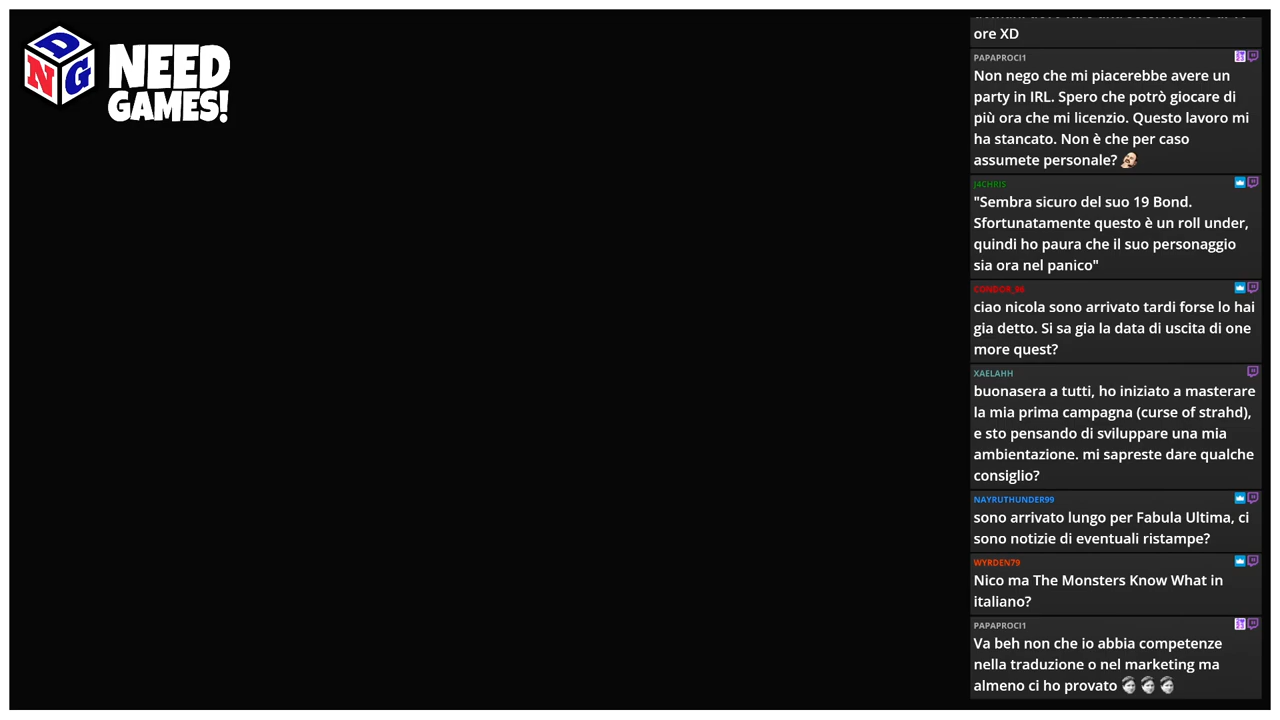 D
N G
NEED
GAMES!
ore XD
PAPAPROCI1
Non nego che mi piacerebbe avere un
party in IRL. Spero che potrò giocare di
più ora che mi licenzio. Questo lavoro mi
ha stancato. Non è che per caso
assumete personale?
J4CHRIS
"Sembra sicuro del suo 19 Bond.
Sfortunatamente questo è un roll under,
quindi ho paura che il suo personaggio
sia ora nel panico"
ciao nicola sono arrivato tardi forse lo hai
gia detto. Si sa gia la data di uscita di one
more quest?
XAELAHH
buonasera a tutti, ho iniziato a masterare
la mia prima campagna (curse of strahd),
e sto pensando di sviluppare una mia
ambientazione. mi sapreste dare qualche
consiglio?
NAYRUTHUNDER99
sono arrivato lungo per Fabula Ultima, ci
sono notizie di eventuali ristampe?
WYRDEN79
Nico ma The Monsters Know What in
italiano?
PAPAPROCI1
Va beh non che io abbia competenze
nella traduzione o nel marketing ma
almeno ci ho provato